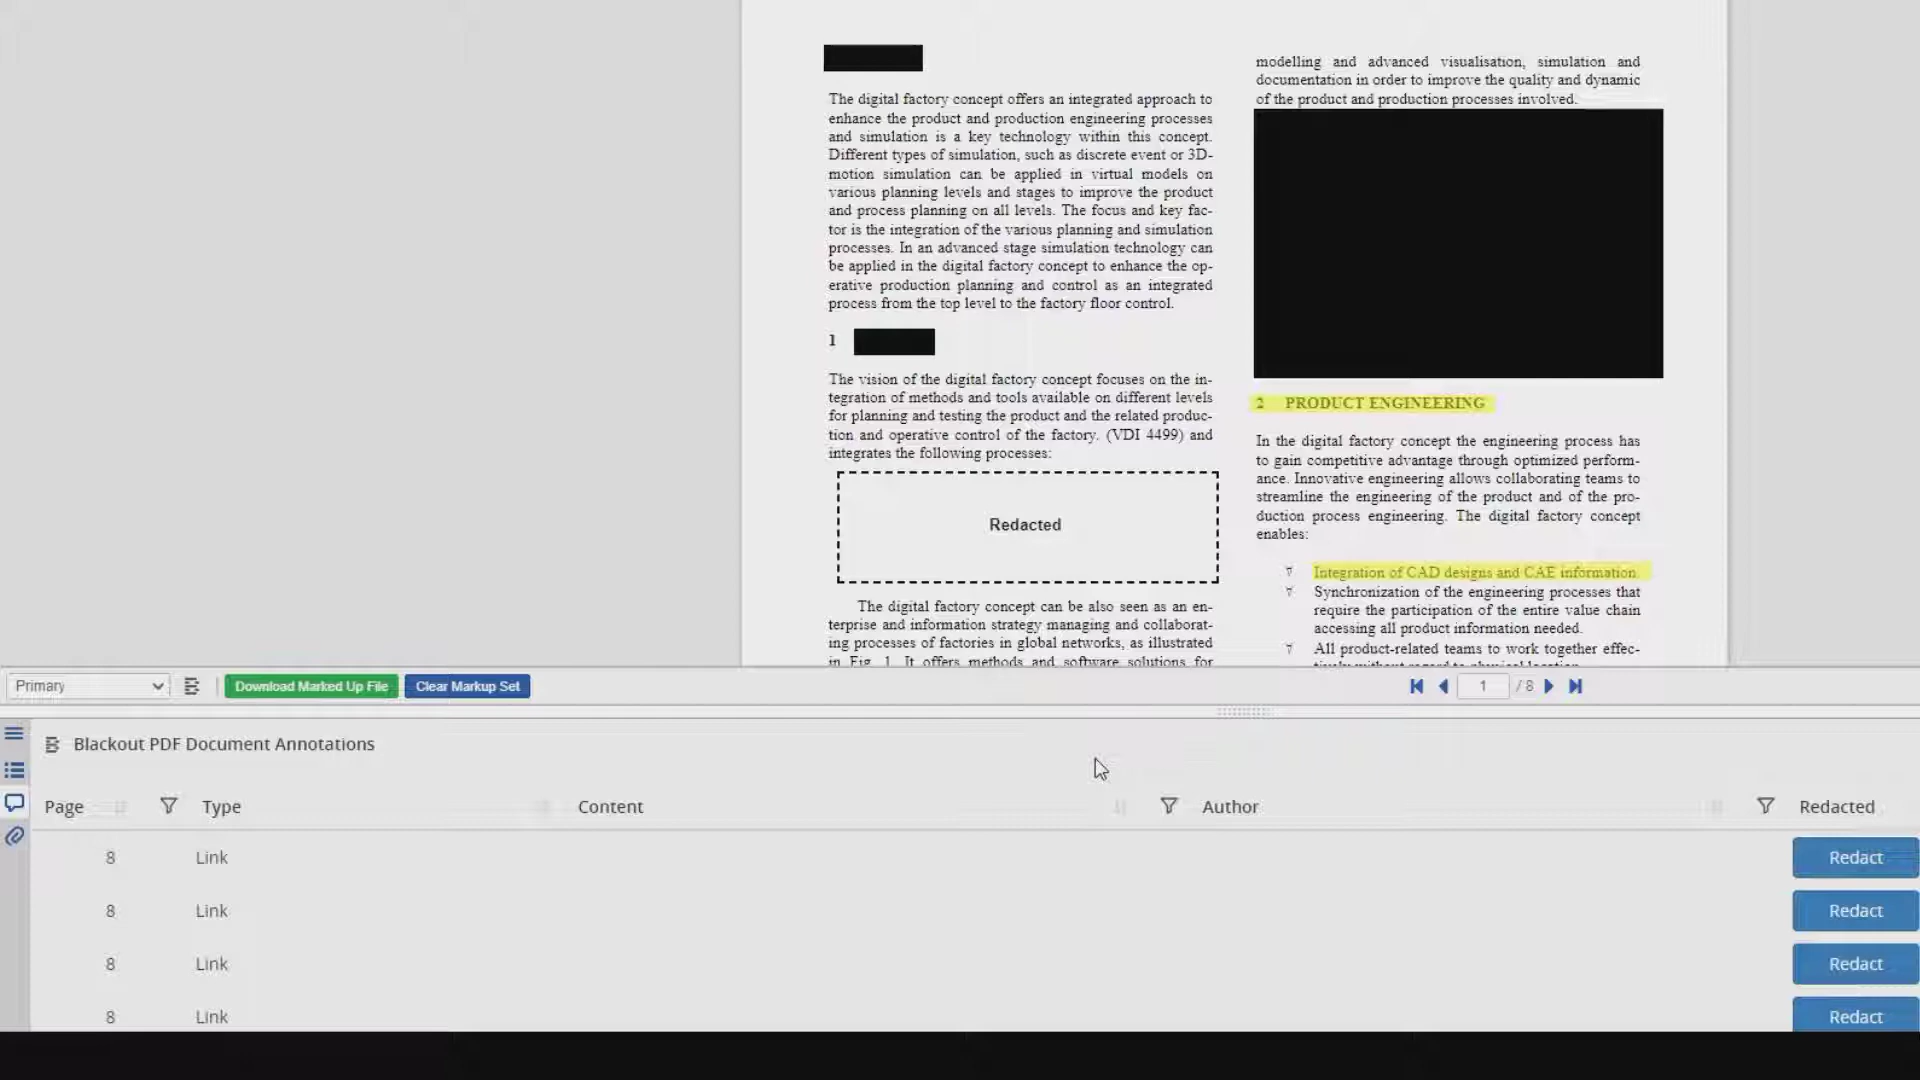 The digital factory concept offers an integrated approach to
enhance the product and production engineering processes
and simulation is a key technology within this concept.
Different types of simulation, such as discrete event or 3D-
motion simulation can be applied in virtual models on
various planning levels and stages to improve the product
and process planning on all levels. The focus and key fac-
tor is the integration of the various planning and simulation
processes. In an advanced stage simulation technology can
be applied in the digital factory concept to enhance the op-
erative production planning and control as an integrated
process from the top level to the factory floor control.
1
The vision of the digital factory concept focuses on the in-
tegration of methods and tools available on different levels
for planning and testing the product and the related produc-
tion and operative control of the factory. (VDI 4499) and
integrates the following processes:
Redacted
The digital factory concept can be also seen as an en-
terprise and information strategy managing and collaborat-
ing processes of factories in global networks, as illustrated
in Fig. 1. It offers methods and software solutions for
modelling and advanced visualisation, simulation and
documentation in order to improve the quality and dynamic
of the product and production processes involved.
2 PRODUCT ENGINEERING
In the digital factory concept the engineering process has
to gain competitive advantage through optimized perform-
ance. Innovative engineering allows collaborating teams to
streamline the engineering of the product and of the pro-
duction process engineering. The digital factory concept
enables:
Integration of CAD designs and CAE information.
Synchronization of the engineering processes that
require the participation of the entire value chain
accessing all product information needed.
All product-related teams to work together effec-
tively without regard to physical location.
Primary
Download Marked Up File
Clear Markup Set
1 / 8
Blackout PDF Document Annotations
Page Type Content Author Redacted
8 Link Redact
8 Link Redact
8 Link Redact
8 Link Redact